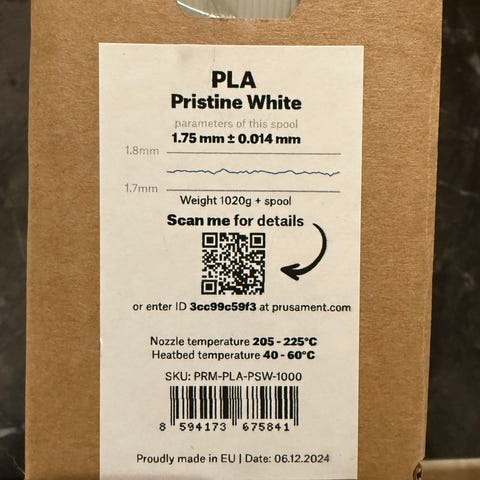 PLA
Pristine White
parameters of this spool
1.75 mm ± 0.014 mm
1.8mm
1.7mm
Weight 1020g + spool
Scan me for details
or enter ID 3cc99c59f3 at prusament.com
Nozzle temperature 205 - 225°C
Heatbed temperature 40 - 60°C
SKU: PRM-PLA-PSW-1000
8 594173 675841
Proudly made in EU | Date: 06.12.2024